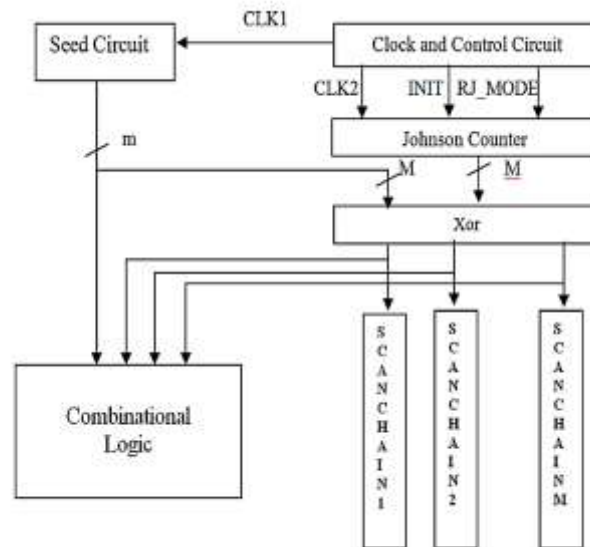 CLK1
Seed Circuit
Clock and Control Circuit
CLK2 INIT RJ_MODE
m
Johnson Counter
M M
Xor
Combinational
Logic
SCANCHAIN1
SCANCHAIN2
SCANCHAINM